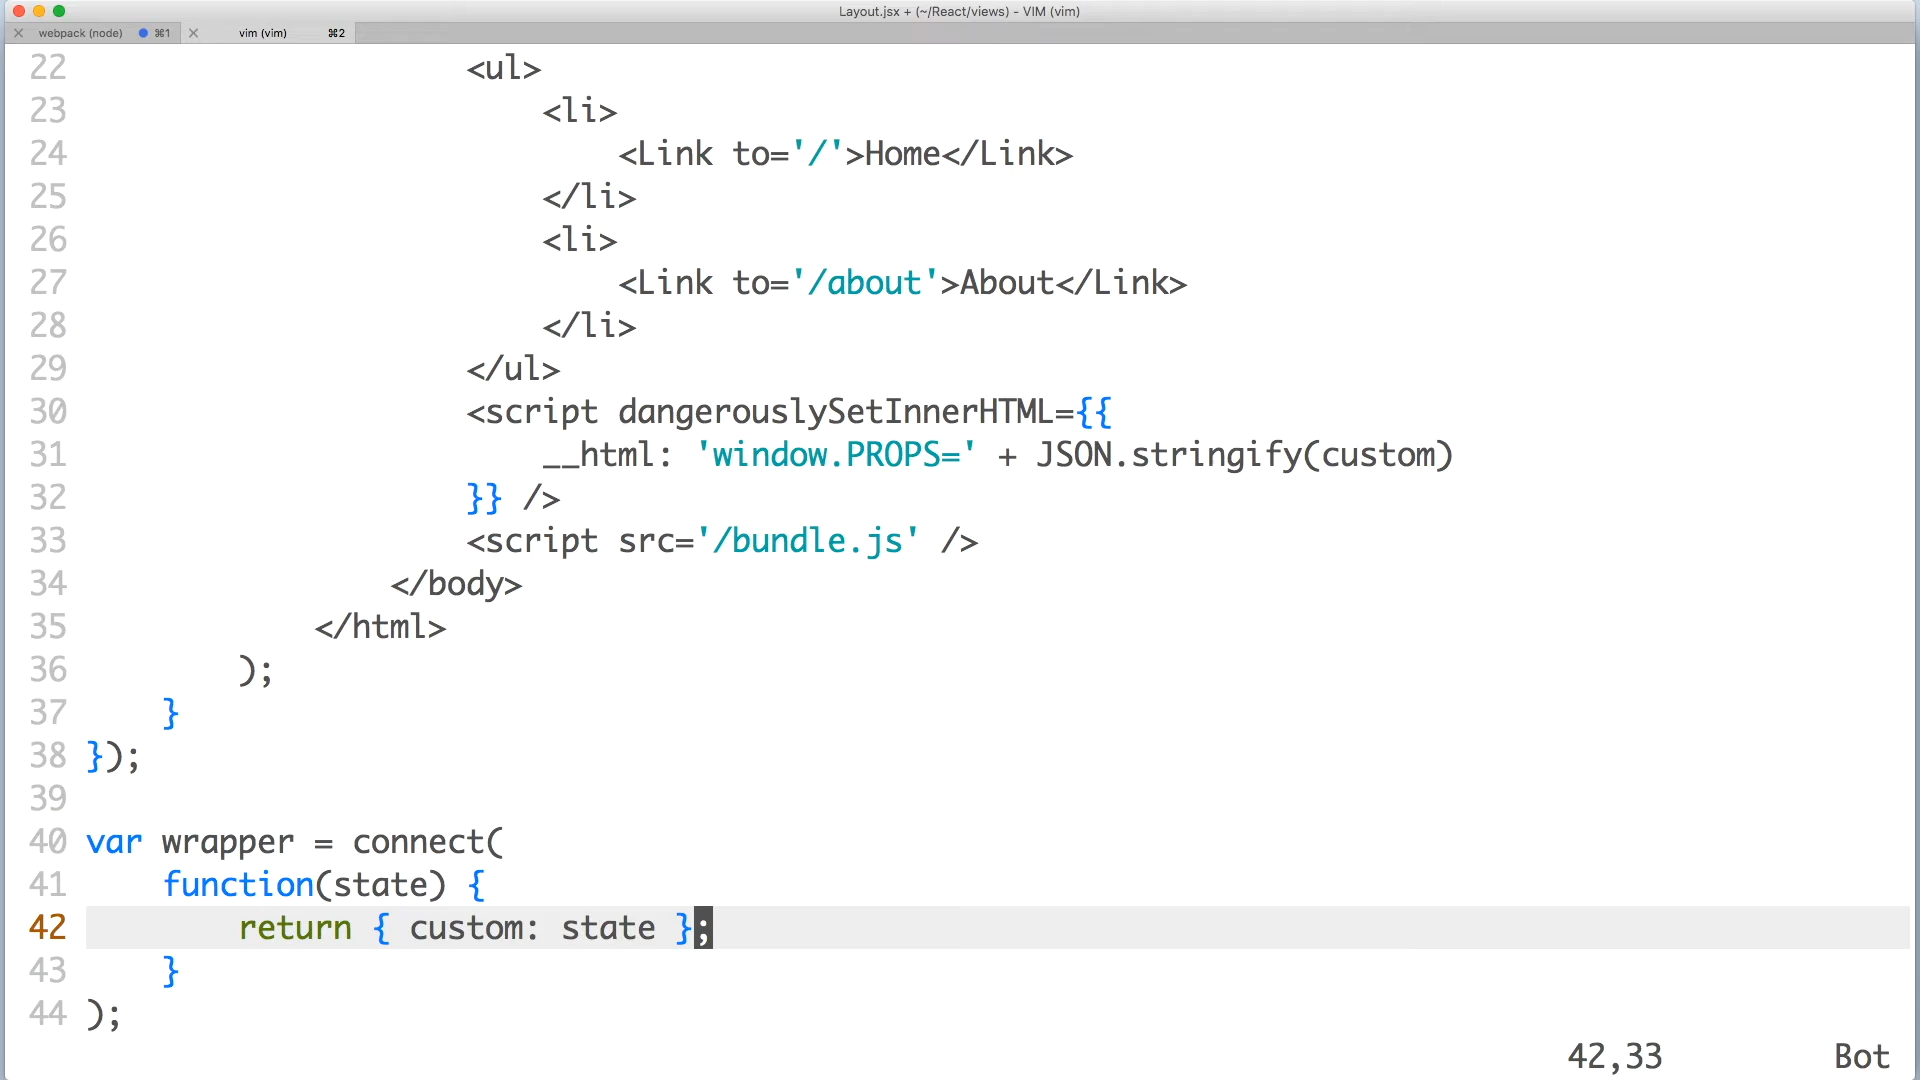 Layout.jsx + (~/React/views) - VIM (vim)
webpack (node) ⌘1 vim (vim) ⌘2
22 <ul>
23 <li>
24 <Link to='/'>Home</Link>
25 </li>
26 <li>
27 <Link to='/about'>About</Link>
28 </li>
29 </ul>
30 <script dangerouslySetInnerHTML={{
31 __html: 'window.PROPS=' + JSON.stringify(custom)
32 }} />
33 <script src='/bundle.js' />
34 </body>
35 </html>
36 );
37 }
38 });
39
40 var wrapper = connect(
41 function(state) {
42 return { custom: state };
43 }
44 );
42,33 Bot